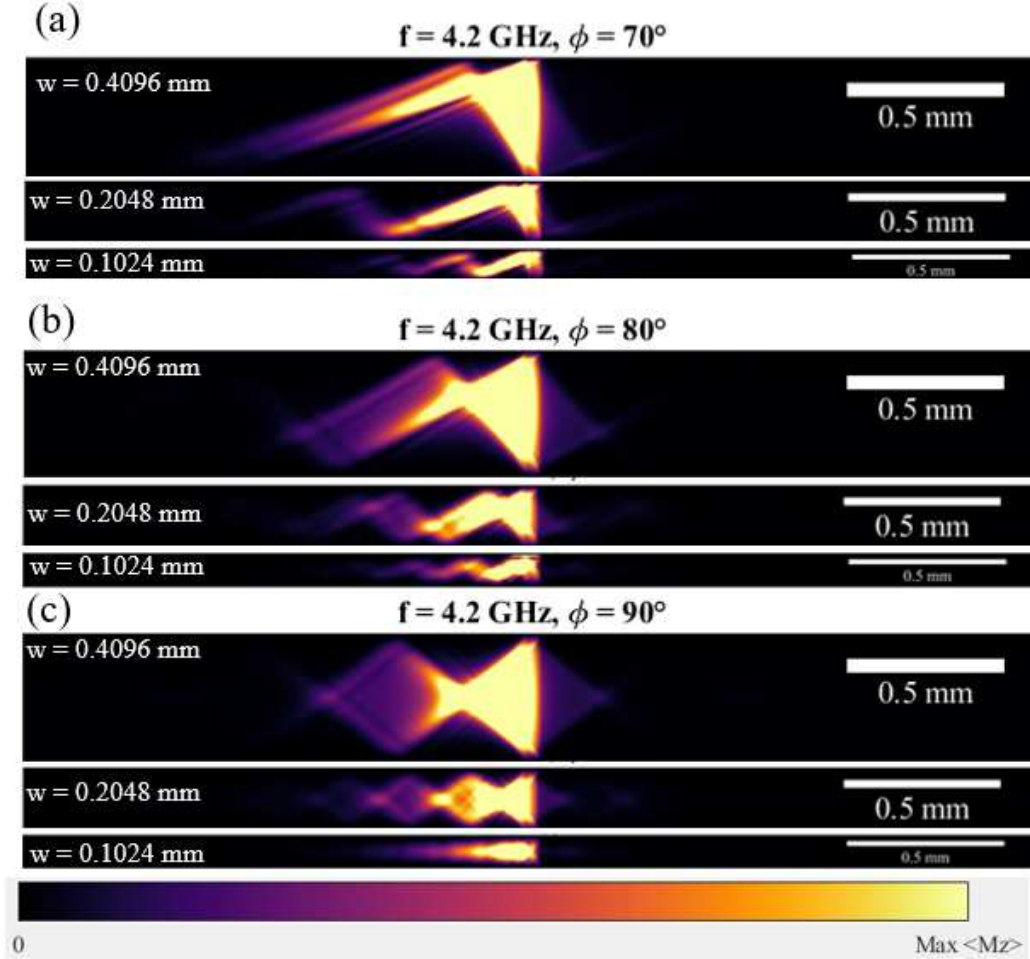 (a)
f = 4.2 GHz, ϕ = 70°
w = 0.4096 mm
0.5 mm
w = 0.2048 mm
0.5 mm
w = 0.1024 mm
0.5 mm
(b)
f = 4.2 GHz, ϕ = 80°
w = 0.4096 mm
0.5 mm
w = 0.2048 mm
0.5 mm
w = 0.1024 mm
0.5 mm
(c)
f = 4.2 GHz, ϕ = 90°
w = 0.4096 mm
0.5 mm
w = 0.2048 mm
0.5 mm
w = 0.1024 mm
0.5 mm
0
Max <Mz>